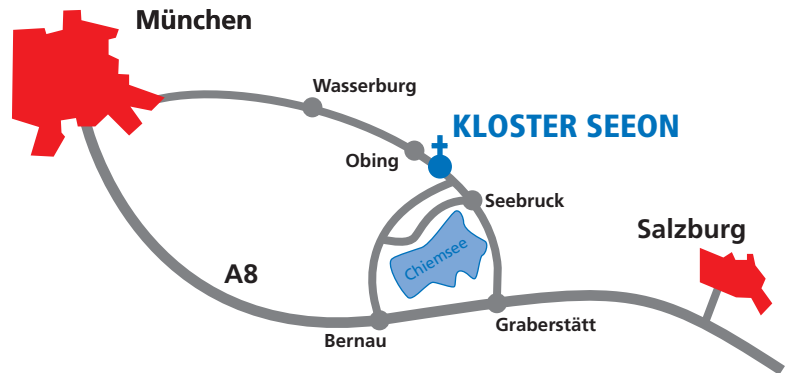 München
Wasserburg
KLOSTER SEEON
Obing
Seebruck
Salzburg
Chiemsee
A8
Graberstätt
Bernau